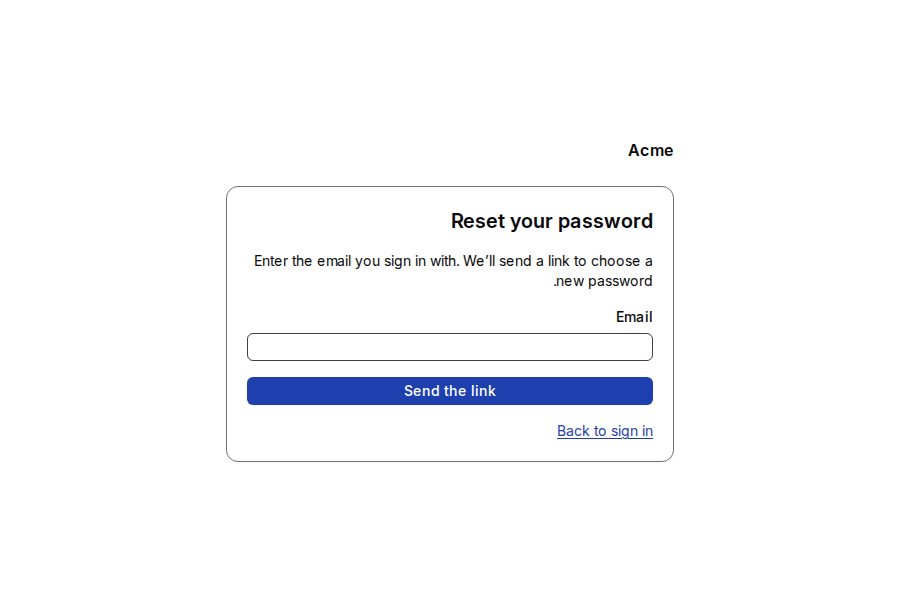 Acme
Reset your password
Enter the email you sign in with. We’ll send a link to choose a
.new password
Email
Send the link
Back to sign in